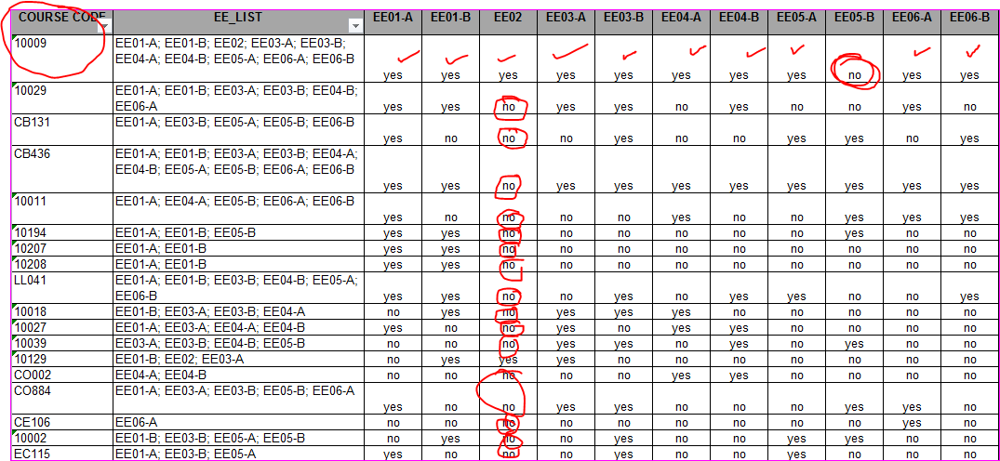 COURSE CODE EE_LIST EE01-A EE01-B EE02 EE03-A EE03-B EE04-A EE04-B EE05-A EE05-B EE06-A EE06-B
10009 EE01-A; EE01-B; EE02; EE03-A; EE03-B;
EE04-A; EE04-B; EE05-A; EE06-A; EE06-B
yes yes yes yes yes yes yes yes no yes yes
10029 EE01-A; EE01-B; EE03-A; EE03-B; EE04-B;
EE06-A yes yes no yes yes no yes no no yes no
CB131 EE01-A; EE03-B; EE05-A; EE05-B; EE06-B
yes no no no yes no no yes yes no yes
CB436 EE01-A; EE01-B; EE03-A; EE03-B; EE04-A;
EE04-B; EE05-A; EE05-B; EE06-A; EE06-B
yes yes no yes yes yes yes yes yes yes yes
10011 EE01-A; EE04-A; EE05-B; EE06-A; EE06-B
yes no no no no yes no no yes yes yes
10194 EE01-A; EE01-B; EE05-B yes yes no no no no no no yes no no
10207 EE01-A; EE01-B yes yes no no no no no no no no no
10208 EE01-A; EE01-B yes yes no no no no no no no no no
LL041 EE01-A; EE01-B; EE03-B; EE04-B; EE05-A;
EE06-B yes yes no no yes no yes yes no no yes
10018 EE01-B; EE03-A; EE03-B; EE04-A no yes no yes yes yes no no no no no
10027 EE01-A; EE03-A; EE04-A; EE04-B yes no no yes no yes yes no no no no
10039 EE03-A; EE03-B; EE04-B; EE05-B no no no yes yes no yes no yes no no
10129 EE01-B; EE02; EE03-A no yes yes yes no no no no no no no
CO002 EE04-A; EE04-B no no no no no yes yes no no no no
CO884 EE01-A; EE03-A; EE03-B; EE05-B; EE06-A
yes no no yes yes no no no yes yes no
CE106 EE06-A no no no no no no no no no yes no
10002 EE01-B; EE03-B; EE05-A; EE05-B no yes no no yes no no yes yes no no
EC115 EE01-A; EE03-B; EE05-A yes no no no yes no no yes no no no